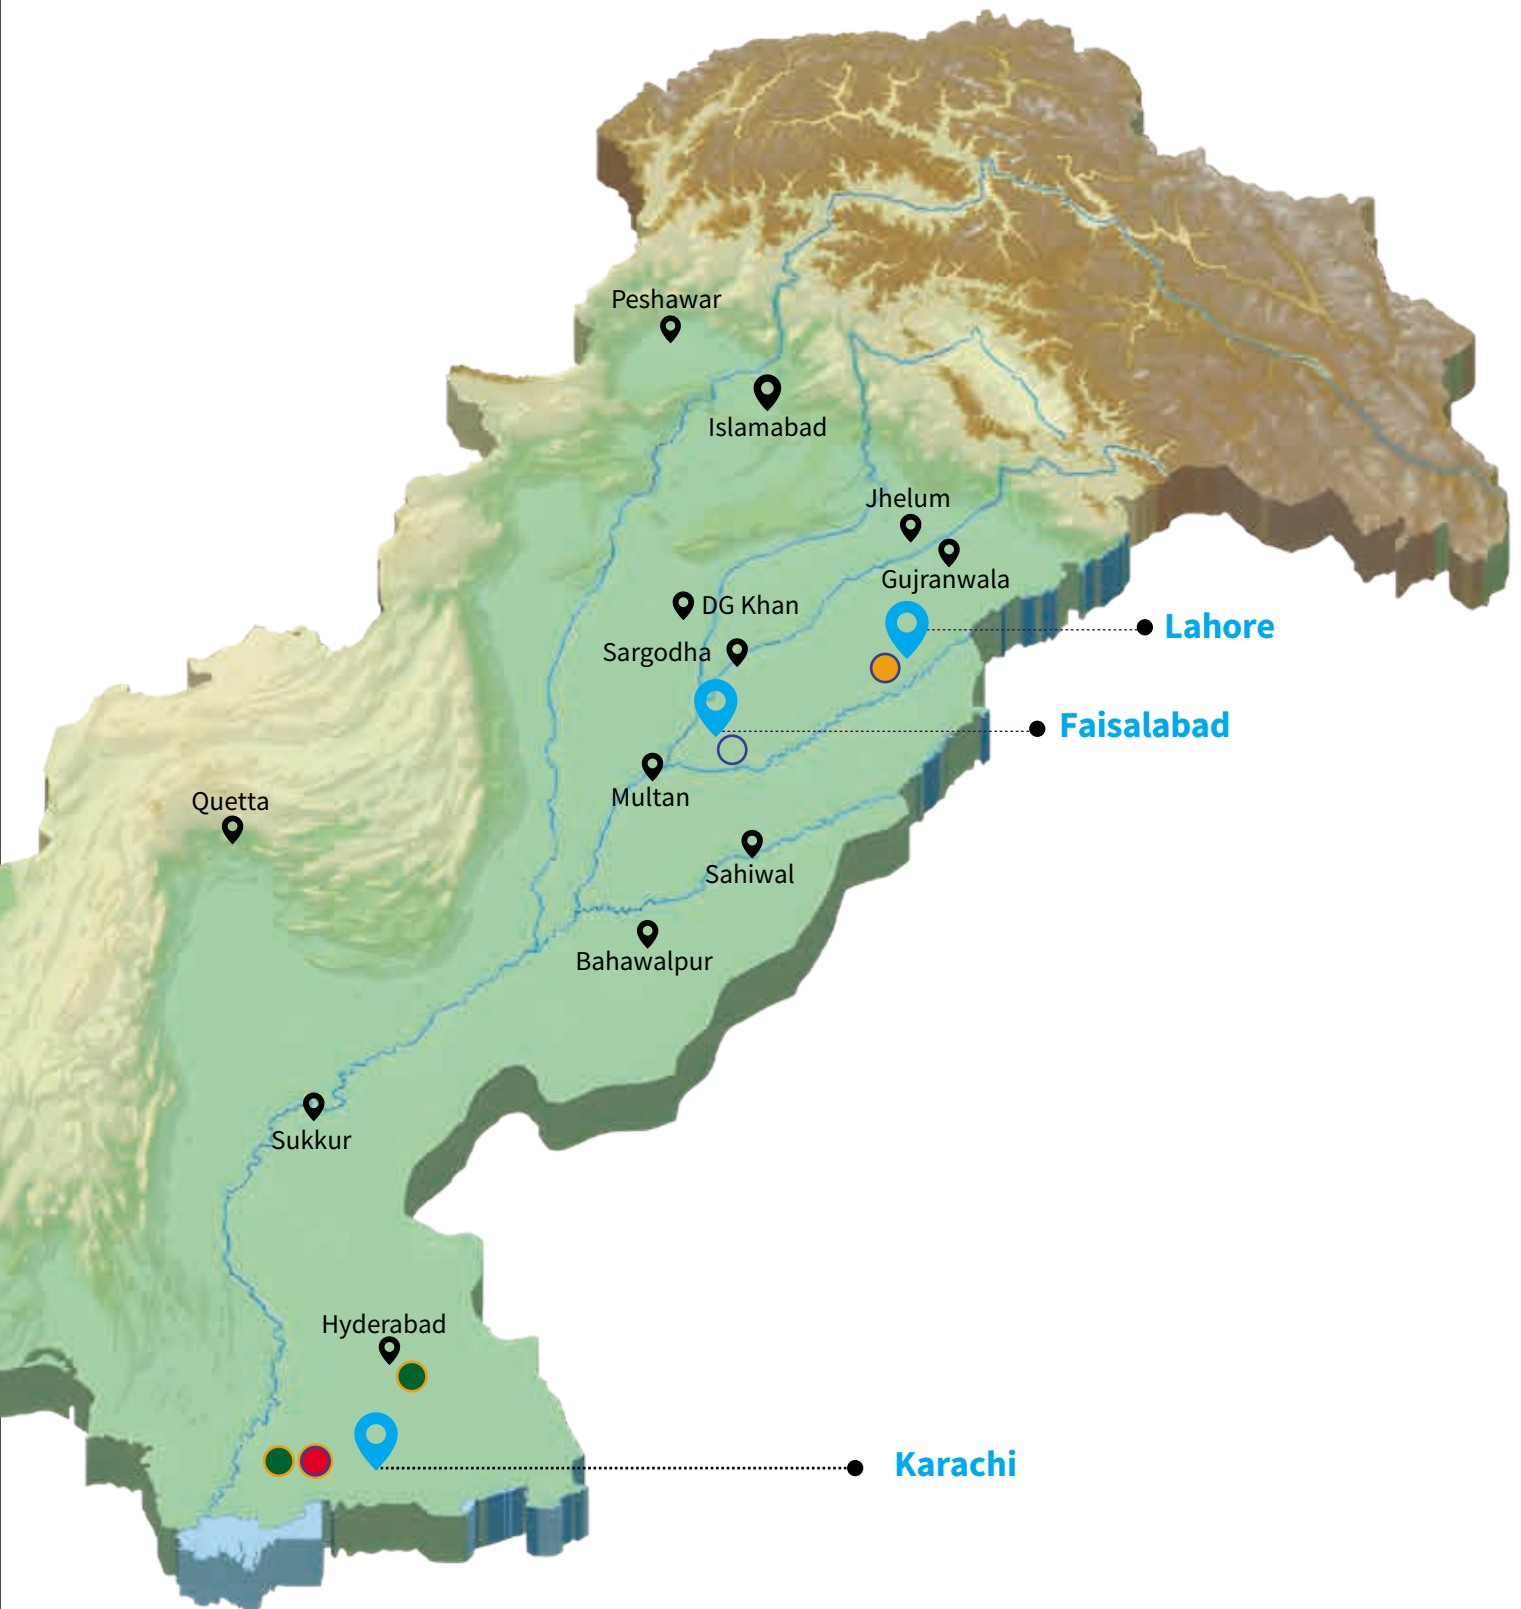 Peshawar
Islamabad
Jhelum
Gujranwala
DG Khan
Lahore
Sargodha
Faisalabad
Multan
Quetta
Sahiwal
Bahawalpur
Sukkur
Hyderabad
Karachi